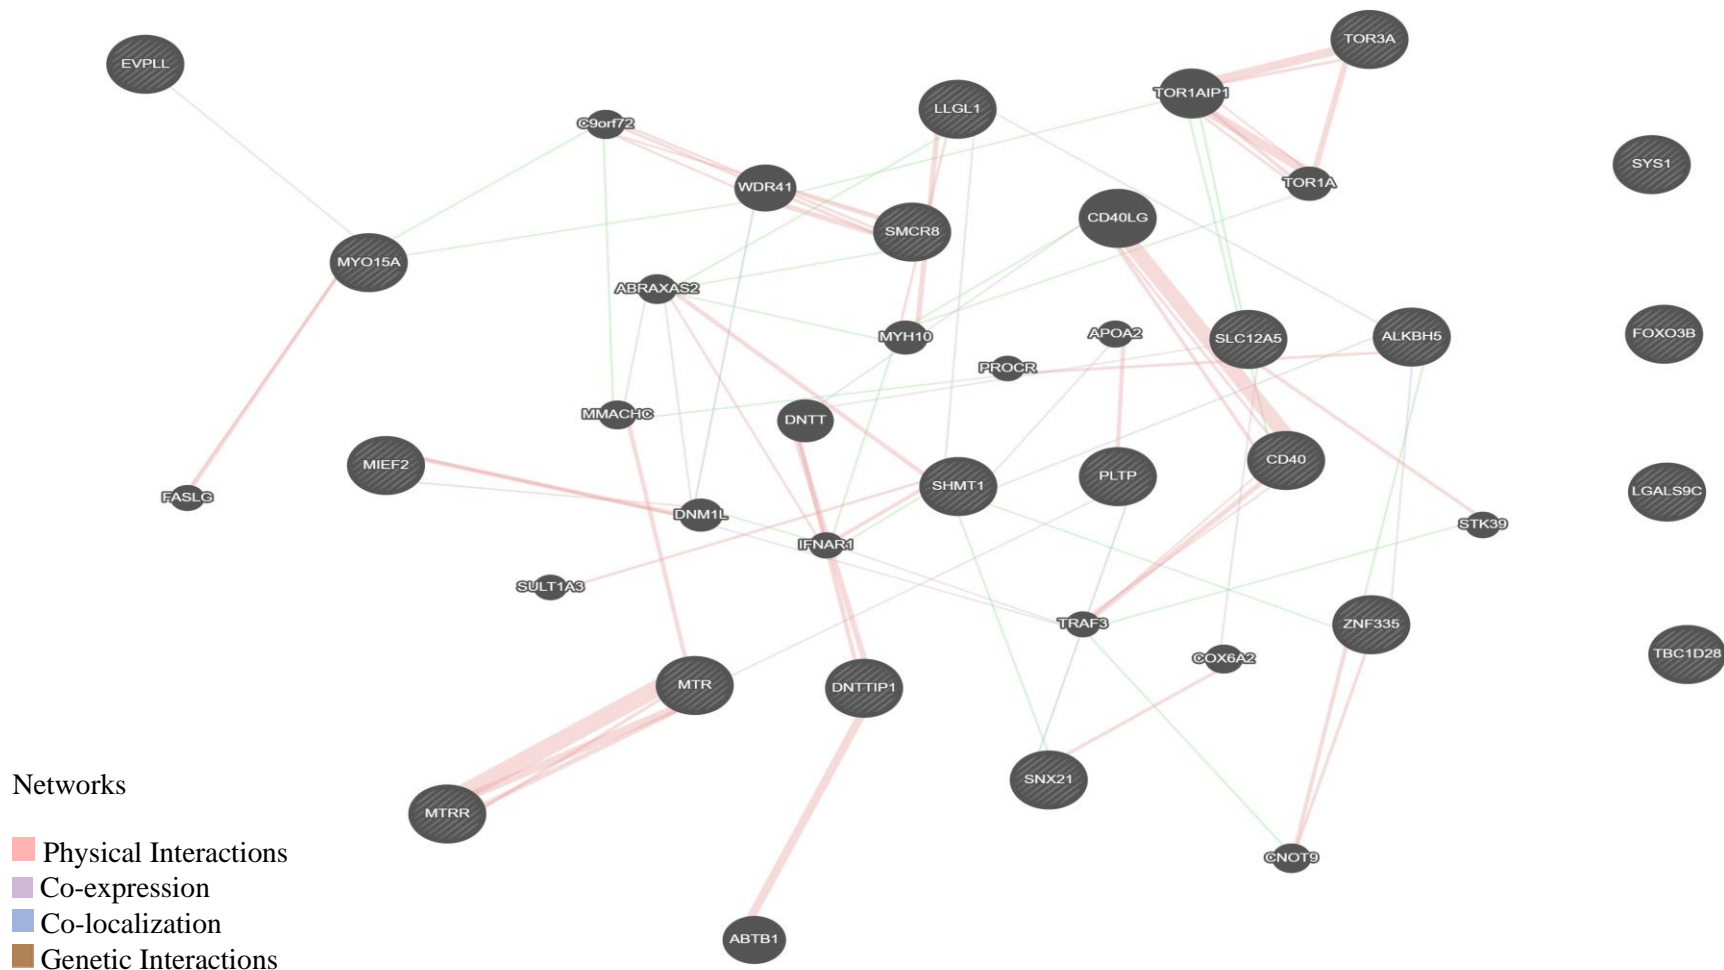 TOR3A
EVPLL
TOR1AIP1
LLGL1
C9orf72
SYS1
WDR41
TOR1A
CD40LG
SMCR8
MYO15A
ABRAXAS2
MYH10
APOA2
SLC12A5
ALKBH5
FOXO3B
PROCR
MMACHC
DNTT
MIEF2
CD40
PLTP
SHMT1
LGALS9C
FASLG
DNM1L
STK39
IFNAR1
SULT1A3
TRAF3
ZNF335
COX6A2
TBC1D28
MTR
DNTTIP1
SNX21
Networks
MTRR
Physical Interactions
CNOT9
Co-expression
Co-localization
ABTB1
Genetic Interactions